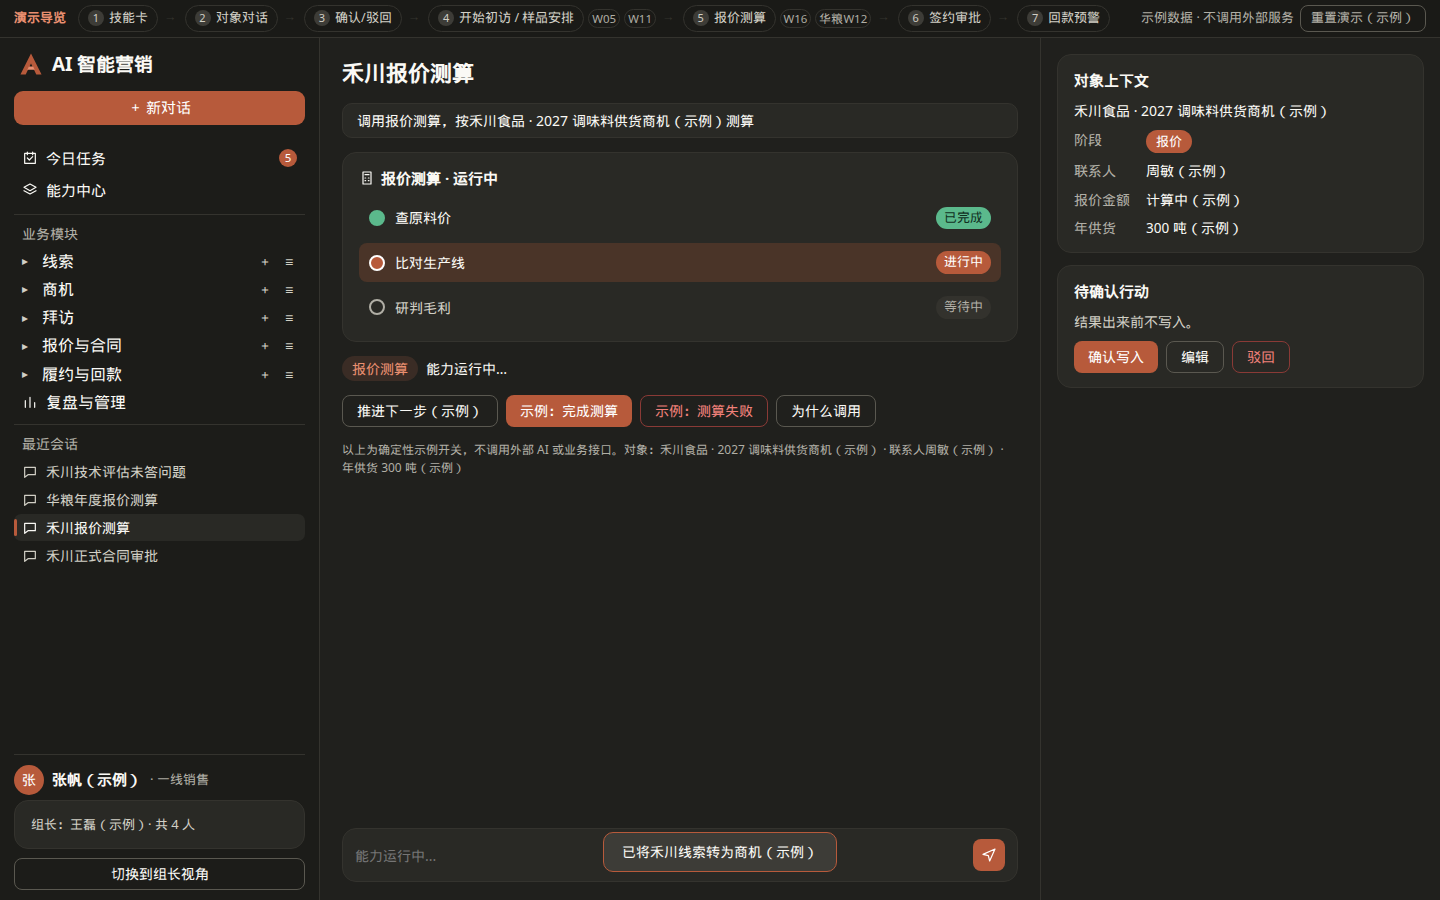 演示导览 1 技能卡 → 2 对象对话 → 3 确认/驳回 → 4 开始初访 / 样品安排 W05 W11 → 5 报价测算 W16 华粮W12 → 6 签约审批 → 7 回款预警 示例数据 · 不调用外部服务 重置演示（示例）
AI 智能营销
+ 新对话
今日任务 5
能力中心
业务模块
▸ 线索 + ≡
▸ 商机 + ≡
▸ 拜访 + ≡
▸ 报价与合同 + ≡
▸ 履约与回款 + ≡
复盘与管理
最近会话
禾川技术评估未答问题
华粮年度报价测算
禾川报价测算
禾川正式合同审批
张 张帆（示例） · 一线销售
组长：王磊（示例）· 共 4 人
切换到组长视角
禾川报价测算
调用报价测算，按禾川食品 · 2027 调味料供货商机（示例）测算
报价测算 · 运行中
查原料价 已完成
比对生产线 进行中
研判毛利 等待中
报价测算 能力运行中...
推进下一步（示例） 示例：完成测算 示例：测算失败 为什么调用
以上为确定性示例开关，不调用外部 AI 或业务接口。对象：禾川食品 · 2027 调味料供货商机（示例）· 联系人周敏（示例）·
年供货 300 吨（示例）
能力运行中...
已将禾川线索转为商机（示例）
对象上下文
禾川食品 · 2027 调味料供货商机（示例）
阶段 报价
联系人 周敏（示例）
报价金额 计算中（示例）
年供货 300 吨（示例）
待确认行动
结果出来前不写入。
确认写入 编辑 驳回